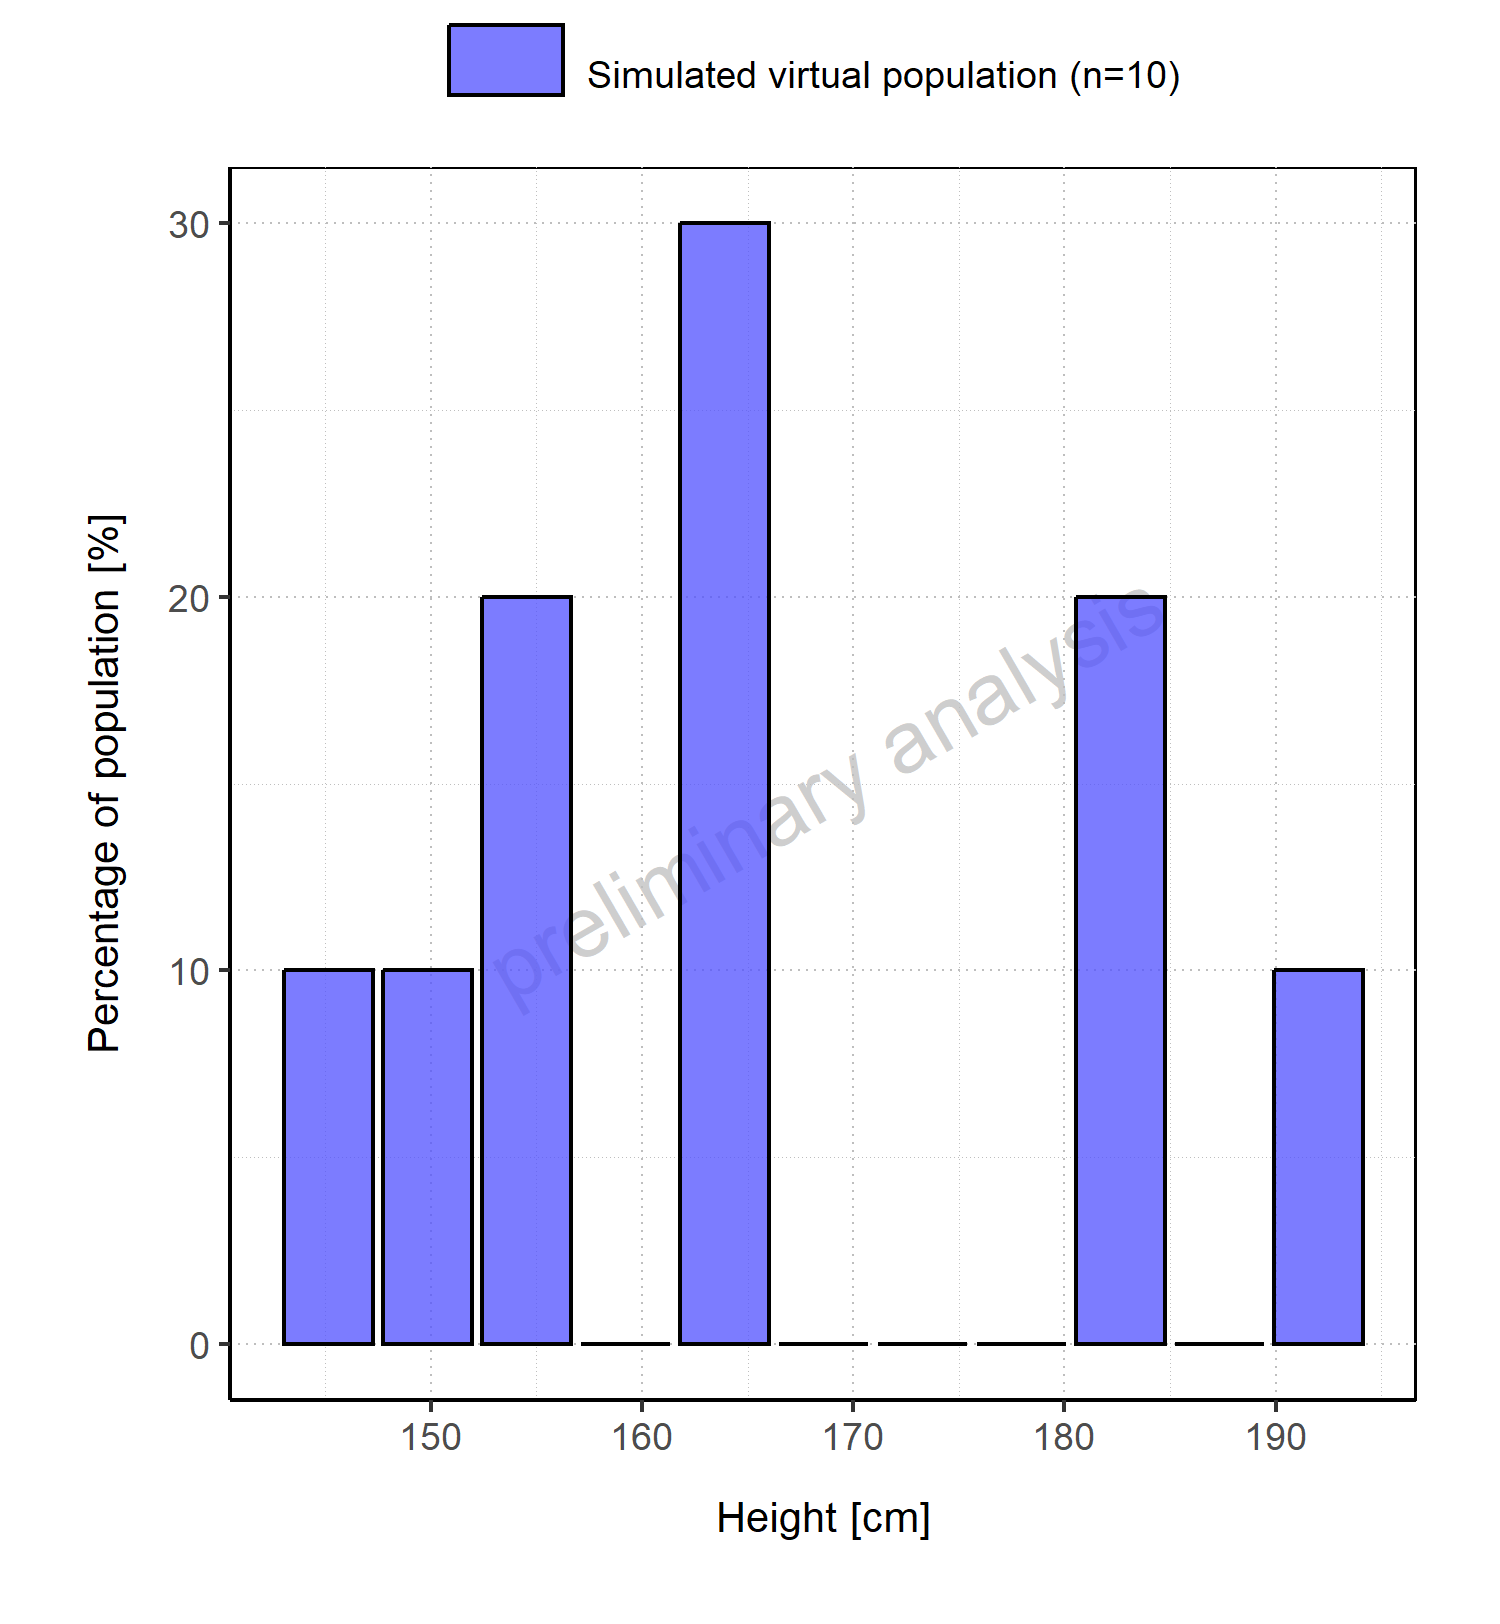 Simulated virtual population (n=10)
30
20
10
0
Percentage of population [%]
preliminary analysis
150 160 170 180 190
Height [cm]